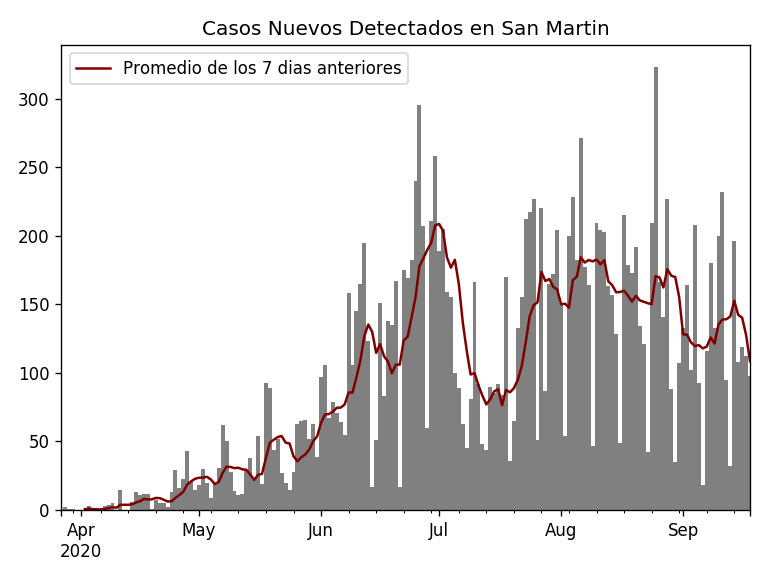 Casos Nuevos Detectados en San Martin
Promedio de los 7 dias anteriores
300
250
200
150
100
50
0
Apr May Jun Jul Aug Sep
2020